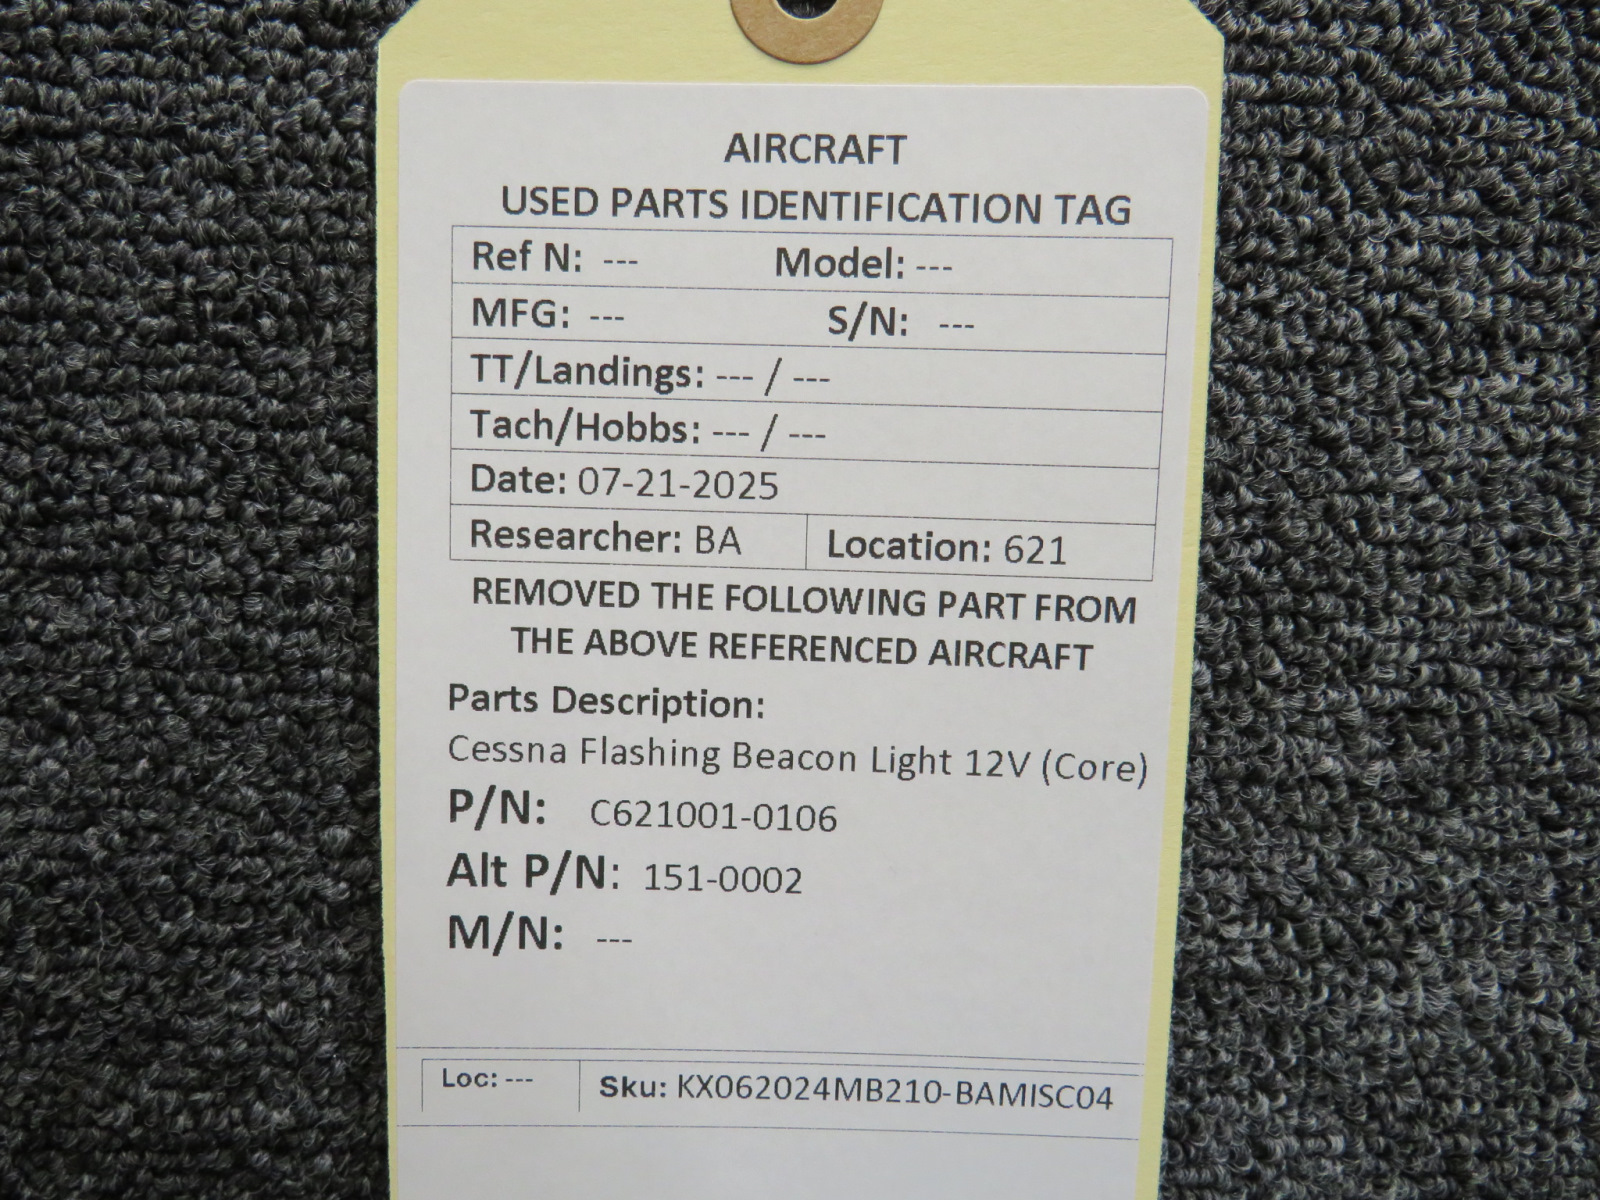 AIRCRAFT
USED PARTS IDENTIFICATION TAG
Ref N: --- Model: ---
MFG: --- S/N: ---
TT/Landings: --- / ---
Tach/Hobbs: --- / ---
Date: 07-21-2025
Researcher: BA Location: 621
REMOVED THE FOLLOWING PART FROM
THE ABOVE REFERENCED AIRCRAFT
Parts Description:
Cessna Flashing Beacon Light 12V (Core)
P/N: C621001-0106
Alt P/N: 151-0002
M/N: ---
Loc: --- Sku: KX062024MB210-BAMISC04